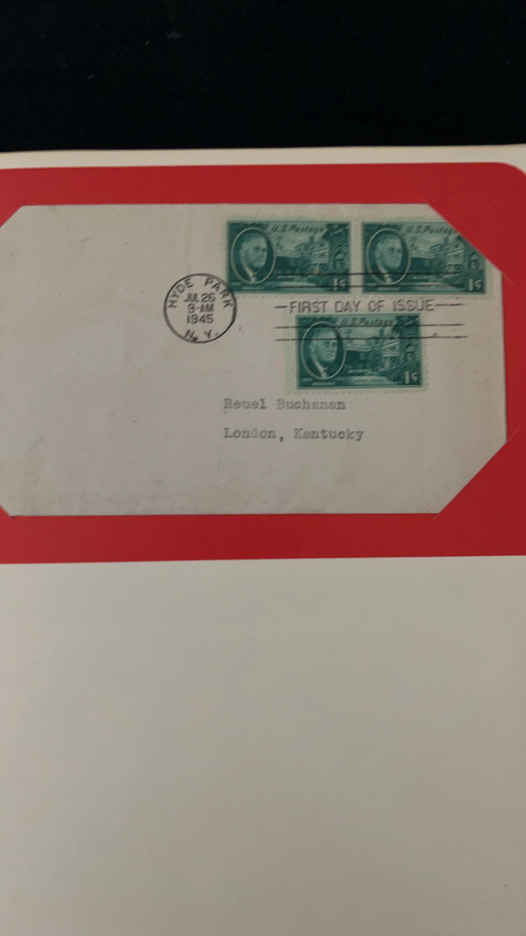 U.S. Postage U.S. Postage
1¢ 1¢
HYDE PARK
JUL 26
9-AM
1945
N. Y.
FIRST DAY OF ISSUE
U.S. Postage
1¢
Reuel Buchanan
London, Kentucky